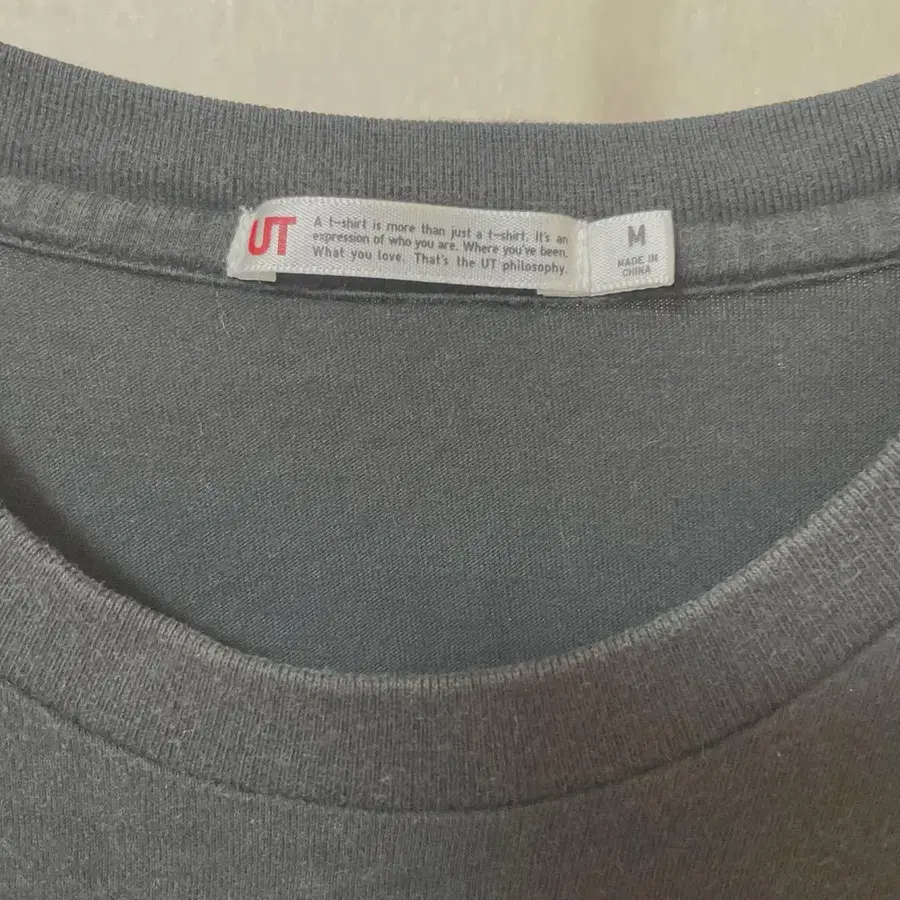 UT
A t-shirt is more than just a t-shirt. It's an
expression of who you are. Where you've been.
What you love. That's the UT philosophy.
M
MADE IN
CHINA